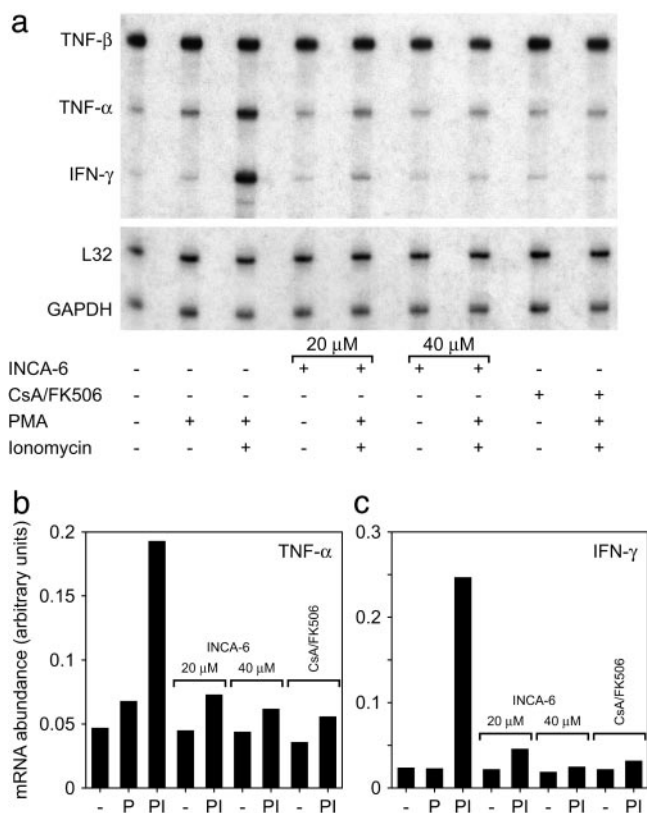 a
TNF-β
TNF-α
IFN-γ
L32
GAPDH
20 μM 40 μM
INCA-6 - - - + + + + - -
CsA/FK506 - - - - - - - + +
PMA - + + - + - + - +
Ionomycin - - + - + - + - +
b
mRNA abundance (arbitrary units)
0.2
0.15
0.1
0.05
0
TNF-α
INCA-6
20 μM 40 μM
CsA/FK506
- P PI - PI - PI - PI
c
0.3
0.2
0.1
0
IFN-γ
INCA-6
20 μM 40 μM
CsA/FK506
- P PI - PI - PI - PI